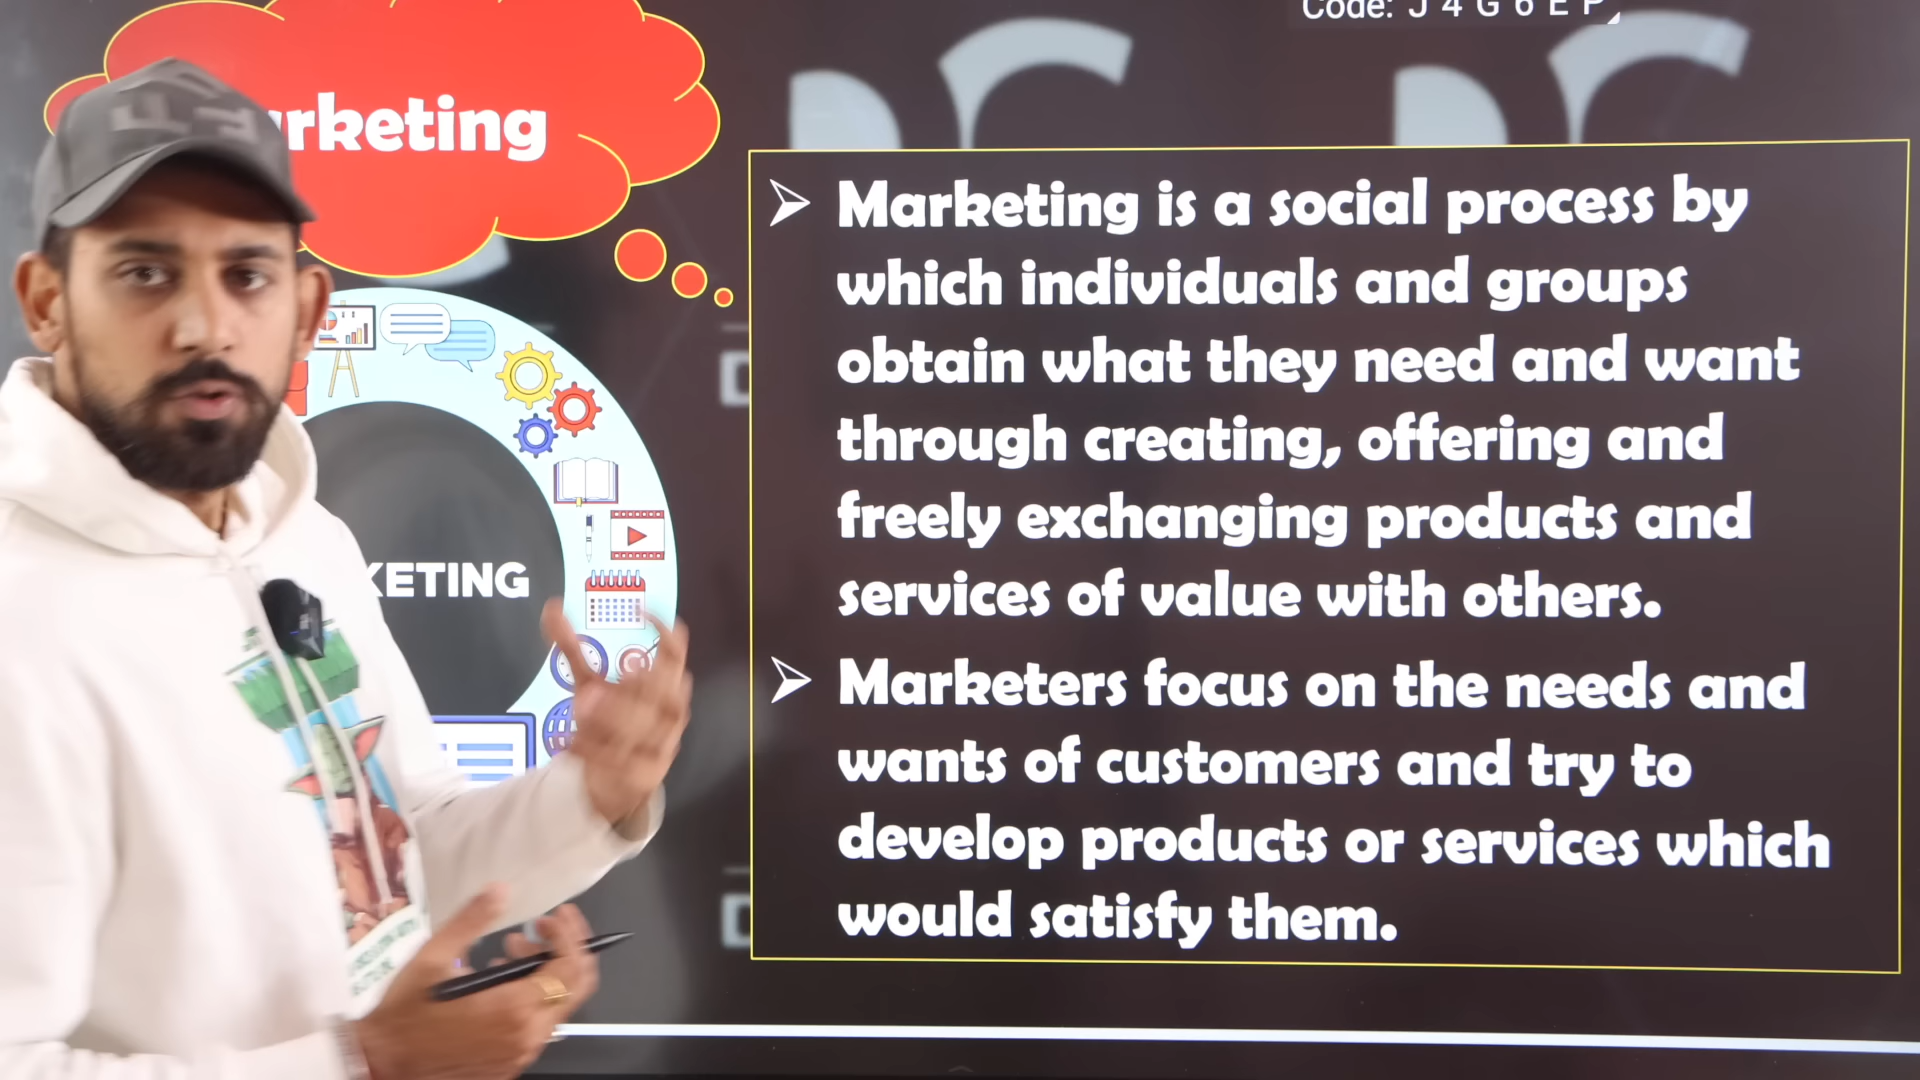 Code: J 4 G 6 E P
rketing
KETING
➢ Marketing is a social process by
which individuals and groups
obtain what they need and want
through creating, offering and
freely exchanging products and
services of value with others.
➢ Marketers focus on the needs and
wants of customers and try to
develop products or services which
would satisfy them.